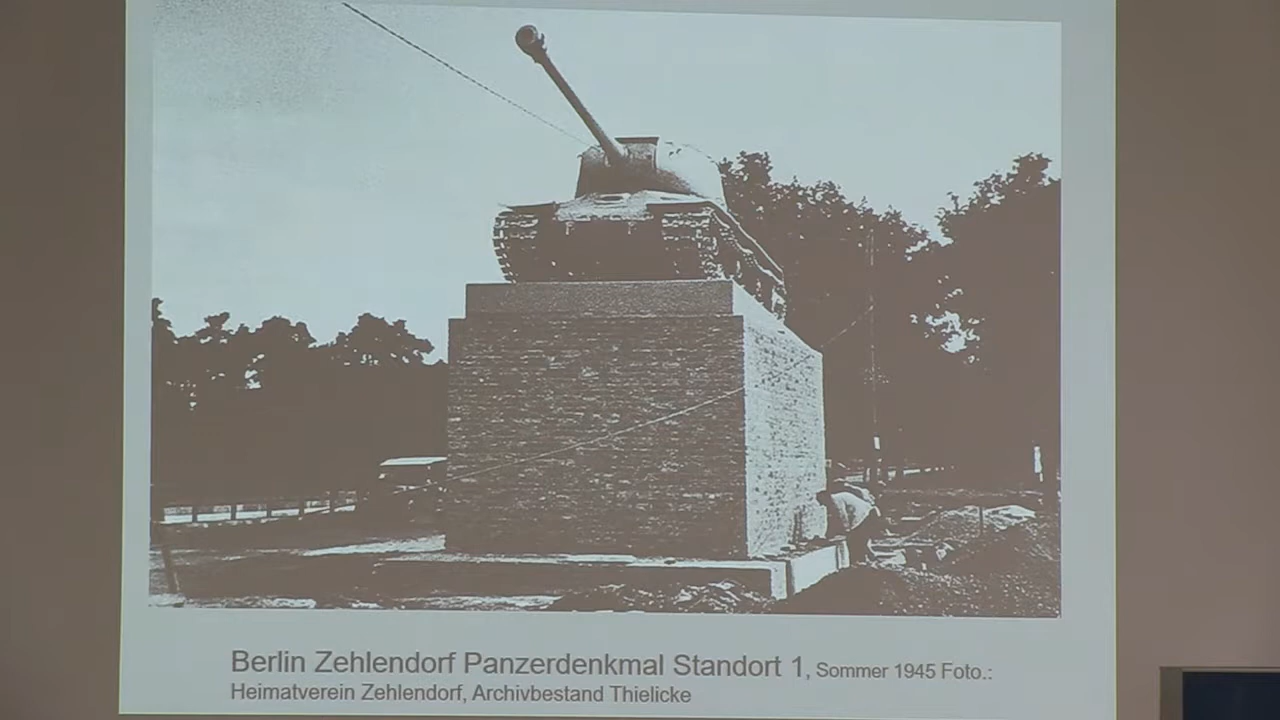 Berlin Zehlendorf Panzerdenkmal Standort 1, Sommer 1945 Foto.:
Heimatverein Zehlendorf, Archivbestand Thielicke